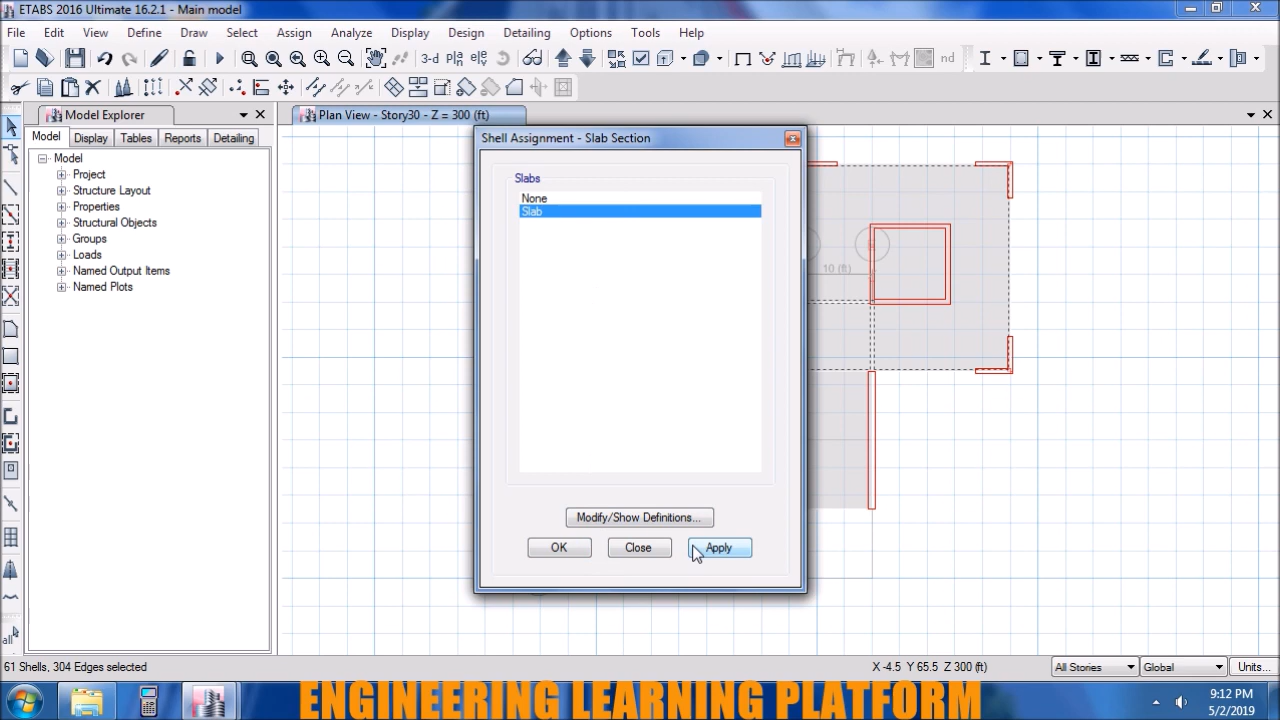 ETABS 2016 Ultimate 16.2.1 - Main model
File Edit View Define Draw Select Assign Analyze Display Design Detailing Options Tools Help
3-d
nd
Model Explorer
Plan View - Story30 - Z = 300 (ft)
Model Display Tables Reports Detailing
Model
Project
Structure Layout
Properties
Structural Objects
Groups
Loads
Named Output Items
Named Plots
Shell Assignment - Slab Section
Slabs
None
Slab
10 (ft)
Modify/Show Definitions...
OK Close Apply
all
61 Shells, 304 Edges selected
X -4.5 Y 65.5 Z 300 (ft)
All Stories
Global
Units...
ENGINEERING LEARNING PLATFORM
9:12 PM
5/2/2019